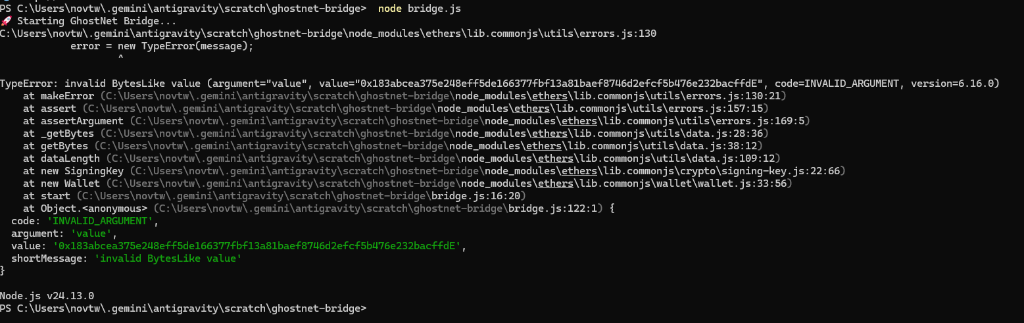 PS C:\Users\novtw\.gemini\antigravity\scratch\ghostnet-bridge> node bridge.js
🚀 Starting GhostNet Bridge...
C:\Users\novtw\.gemini\antigravity\scratch\ghostnet-bridge\node_modules\ethers\lib.commonjs\utils\errors.js:130
            error = new TypeError(message);
                    ^

TypeError: invalid BytesLike value (argument="value", value="0x183abcea375e248eff5de166377fbf13a81baef8746d2efcf5b476e232bacffdE", code=INVALID_ARGUMENT, version=6.16.0)
    at makeError (C:\Users\novtw\.gemini\antigravity\scratch\ghostnet-bridge\node_modules\ethers\lib.commonjs\utils\errors.js:130:21)
    at assert (C:\Users\novtw\.gemini\antigravity\scratch\ghostnet-bridge\node_modules\ethers\lib.commonjs\utils\errors.js:157:15)
    at assertArgument (C:\Users\novtw\.gemini\antigravity\scratch\ghostnet-bridge\node_modules\ethers\lib.commonjs\utils\errors.js:169:5)
    at _getBytes (C:\Users\novtw\.gemini\antigravity\scratch\ghostnet-bridge\node_modules\ethers\lib.commonjs\utils\data.js:28:36)
    at getBytes (C:\Users\novtw\.gemini\antigravity\scratch\ghostnet-bridge\node_modules\ethers\lib.commonjs\utils\data.js:38:12)
    at dataLength (C:\Users\novtw\.gemini\antigravity\scratch\ghostnet-bridge\node_modules\ethers\lib.commonjs\utils\data.js:109:12)
    at new SigningKey (C:\Users\novtw\.gemini\antigravity\scratch\ghostnet-bridge\node_modules\ethers\lib.commonjs\crypto\signing-key.js:22:66)
    at new Wallet (C:\Users\novtw\.gemini\antigravity\scratch\ghostnet-bridge\node_modules\ethers\lib.commonjs\wallet\wallet.js:33:56)
    at start (C:\Users\novtw\.gemini\antigravity\scratch\ghostnet-bridge\bridge.js:16:20)
    at Object.<anonymous> (C:\Users\novtw\.gemini\antigravity\scratch\ghostnet-bridge\bridge.js:122:1) {
  code: 'INVALID_ARGUMENT',
  argument: 'value',
  value: '0x183abcea375e248eff5de166377fbf13a81baef8746d2efcf5b476e232bacffdE',
  shortMessage: 'invalid BytesLike value'
}

Node.js v24.13.0
PS C:\Users\novtw\.gemini\antigravity\scratch\ghostnet-bridge>